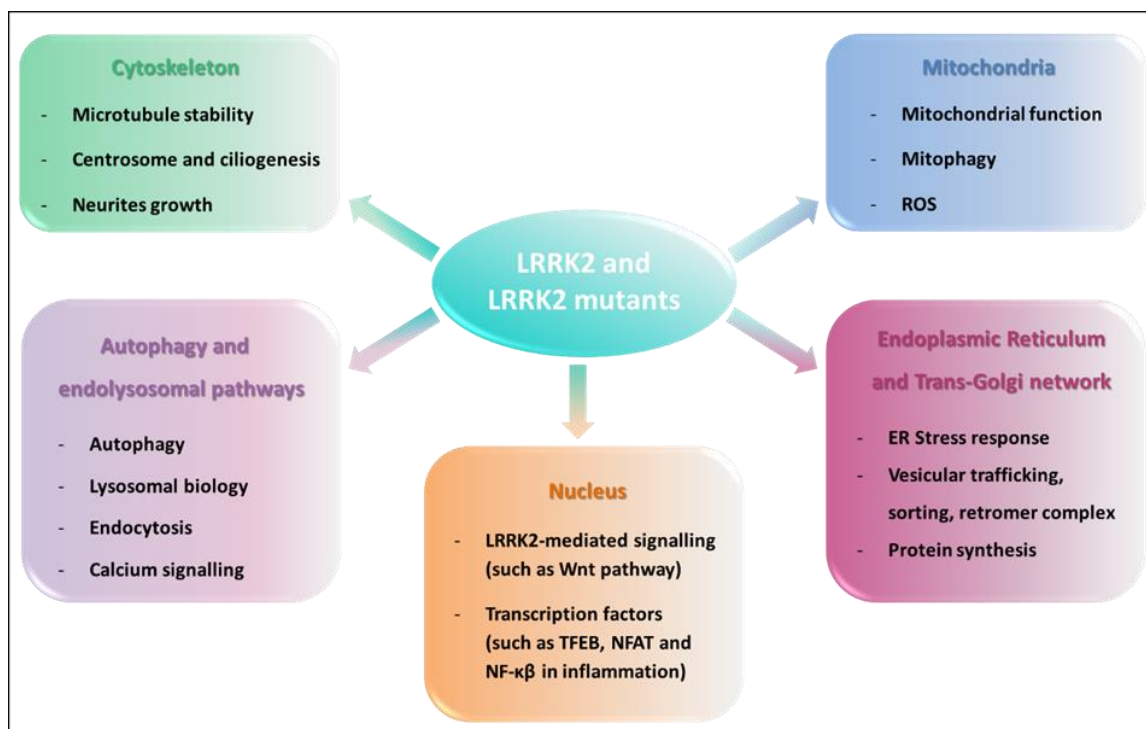 Cytoskeleton
- Microtubule stability
- Centrosome and ciliogenesis
- Neurites growth
Mitochondria
- Mitochondrial function
- Mitophagy
- ROS
LRRK2 and
LRRK2 mutants
Autophagy and
endolysosomal pathways
- Autophagy
- Lysosomal biology
- Endocytosis
- Calcium signalling
Nucleus
- LRRK2-mediated signalling
(such as Wnt pathway)
- Transcription factors
(such as TFEB, NFAT and
NF-κβ in inflammation)
Endoplasmic Reticulum
and Trans-Golgi network
- ER Stress response
- Vesicular trafficking,
sorting, retromer complex
- Protein synthesis